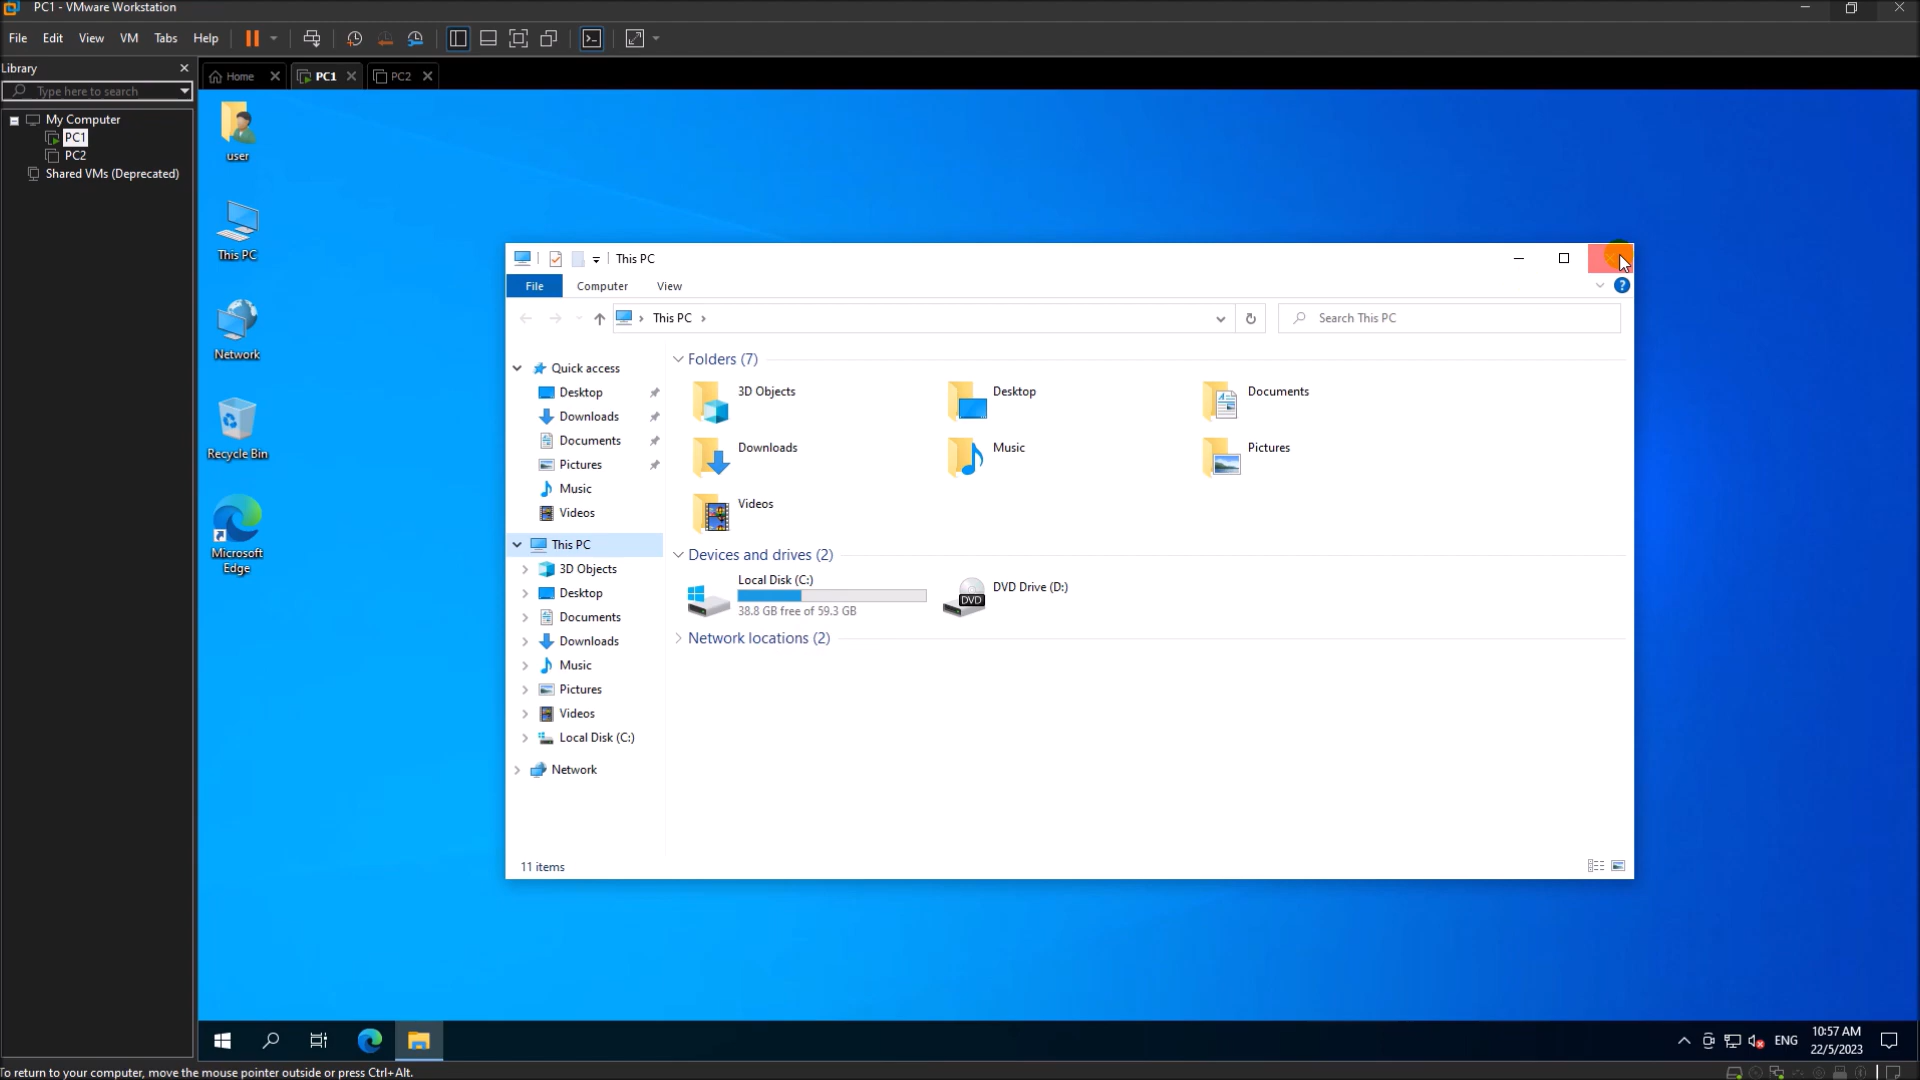 PC1 - VMware Workstation
File Edit View VM Tabs Help
Library
Type here to search
Home
PC1
PC2
My Computer
PC1
PC2
Shared VMs (Deprecated)
user
This PC
Network
Recycle Bin
Microsoft
Edge
This PC
File Computer View
This PC
Search This PC
Quick access
Desktop
Downloads
Documents
Pictures
Music
Videos
This PC
3D Objects
Desktop
Documents
Downloads
Music
Pictures
Videos
Local Disk (C:)
Network
Folders (7)
3D Objects
Desktop
Documents
Downloads
Music
Pictures
Videos
Devices and drives (2)
Local Disk (C:)
38.8 GB free of 59.3 GB
DVD
DVD Drive (D:)
Network locations (2)
11 items
ENG
10:57 AM
22/5/2023
To return to your computer, move the mouse pointer outside or press Ctrl+Alt.